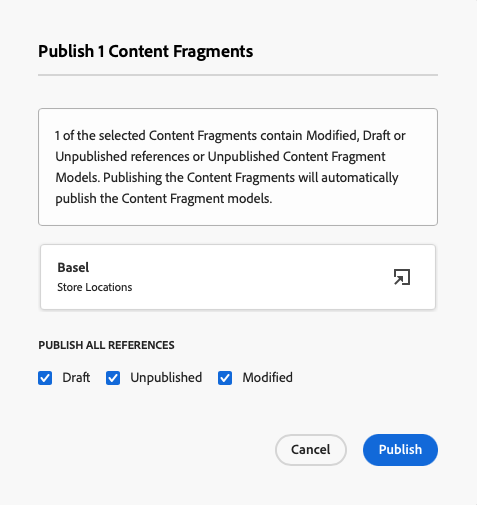 Publish 1 Content Fragments
1 of the selected Content Fragments contain Modified, Draft or
Unpublished references or Unpublished Content Fragment
Models. Publishing the Content Fragments will automatically
publish the Content Fragment models.
Basel
Store Locations
PUBLISH ALL REFERENCES
Draft Unpublished Modified
Cancel Publish